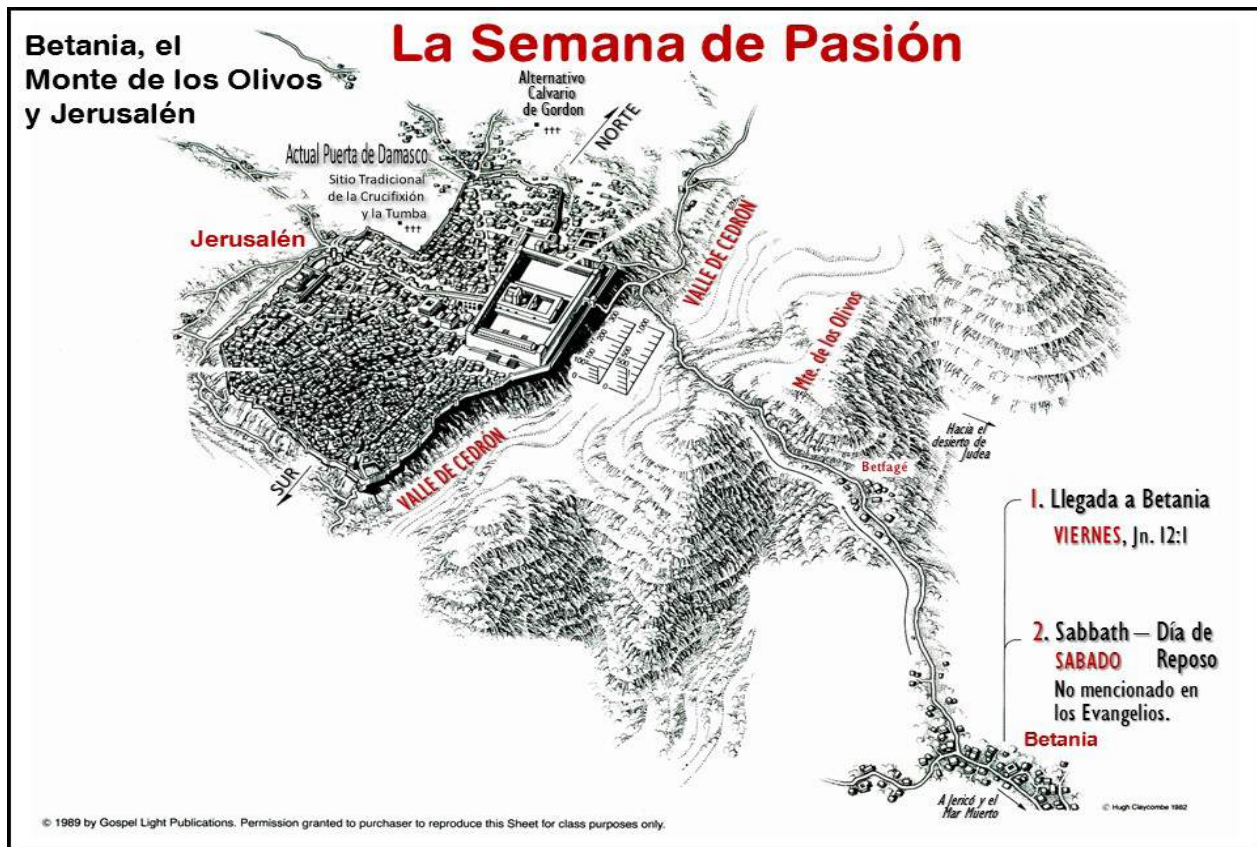 La Semana de Pasión
Betania, el
Monte de los Olivos
y Jerusalén
Alternativo
Calvario
de Gordon
NORTE
Actual Puerta de Damasco
Sitio Tradicional
de la Crucifixión
y la Tumba
Jerusalén
VALLE DE CEDRÓN
Mte. de los Olivos
Hacia el
desierto de
Judea
Betfagé
SUR
VALLE DE CEDRÓN
1. Llegada a Betania
VIERNES, Jn. 12:1
2. Sabbath — Día de
SABADO Reposo
No mencionado en
los Evangelios.
Betania
A Jericó y el
Mar Muerto
© Hugh Claycombe 1982
© 1989 by Gospel Light Publications. Permission granted to purchaser to reproduce this Sheet for class purposes only.